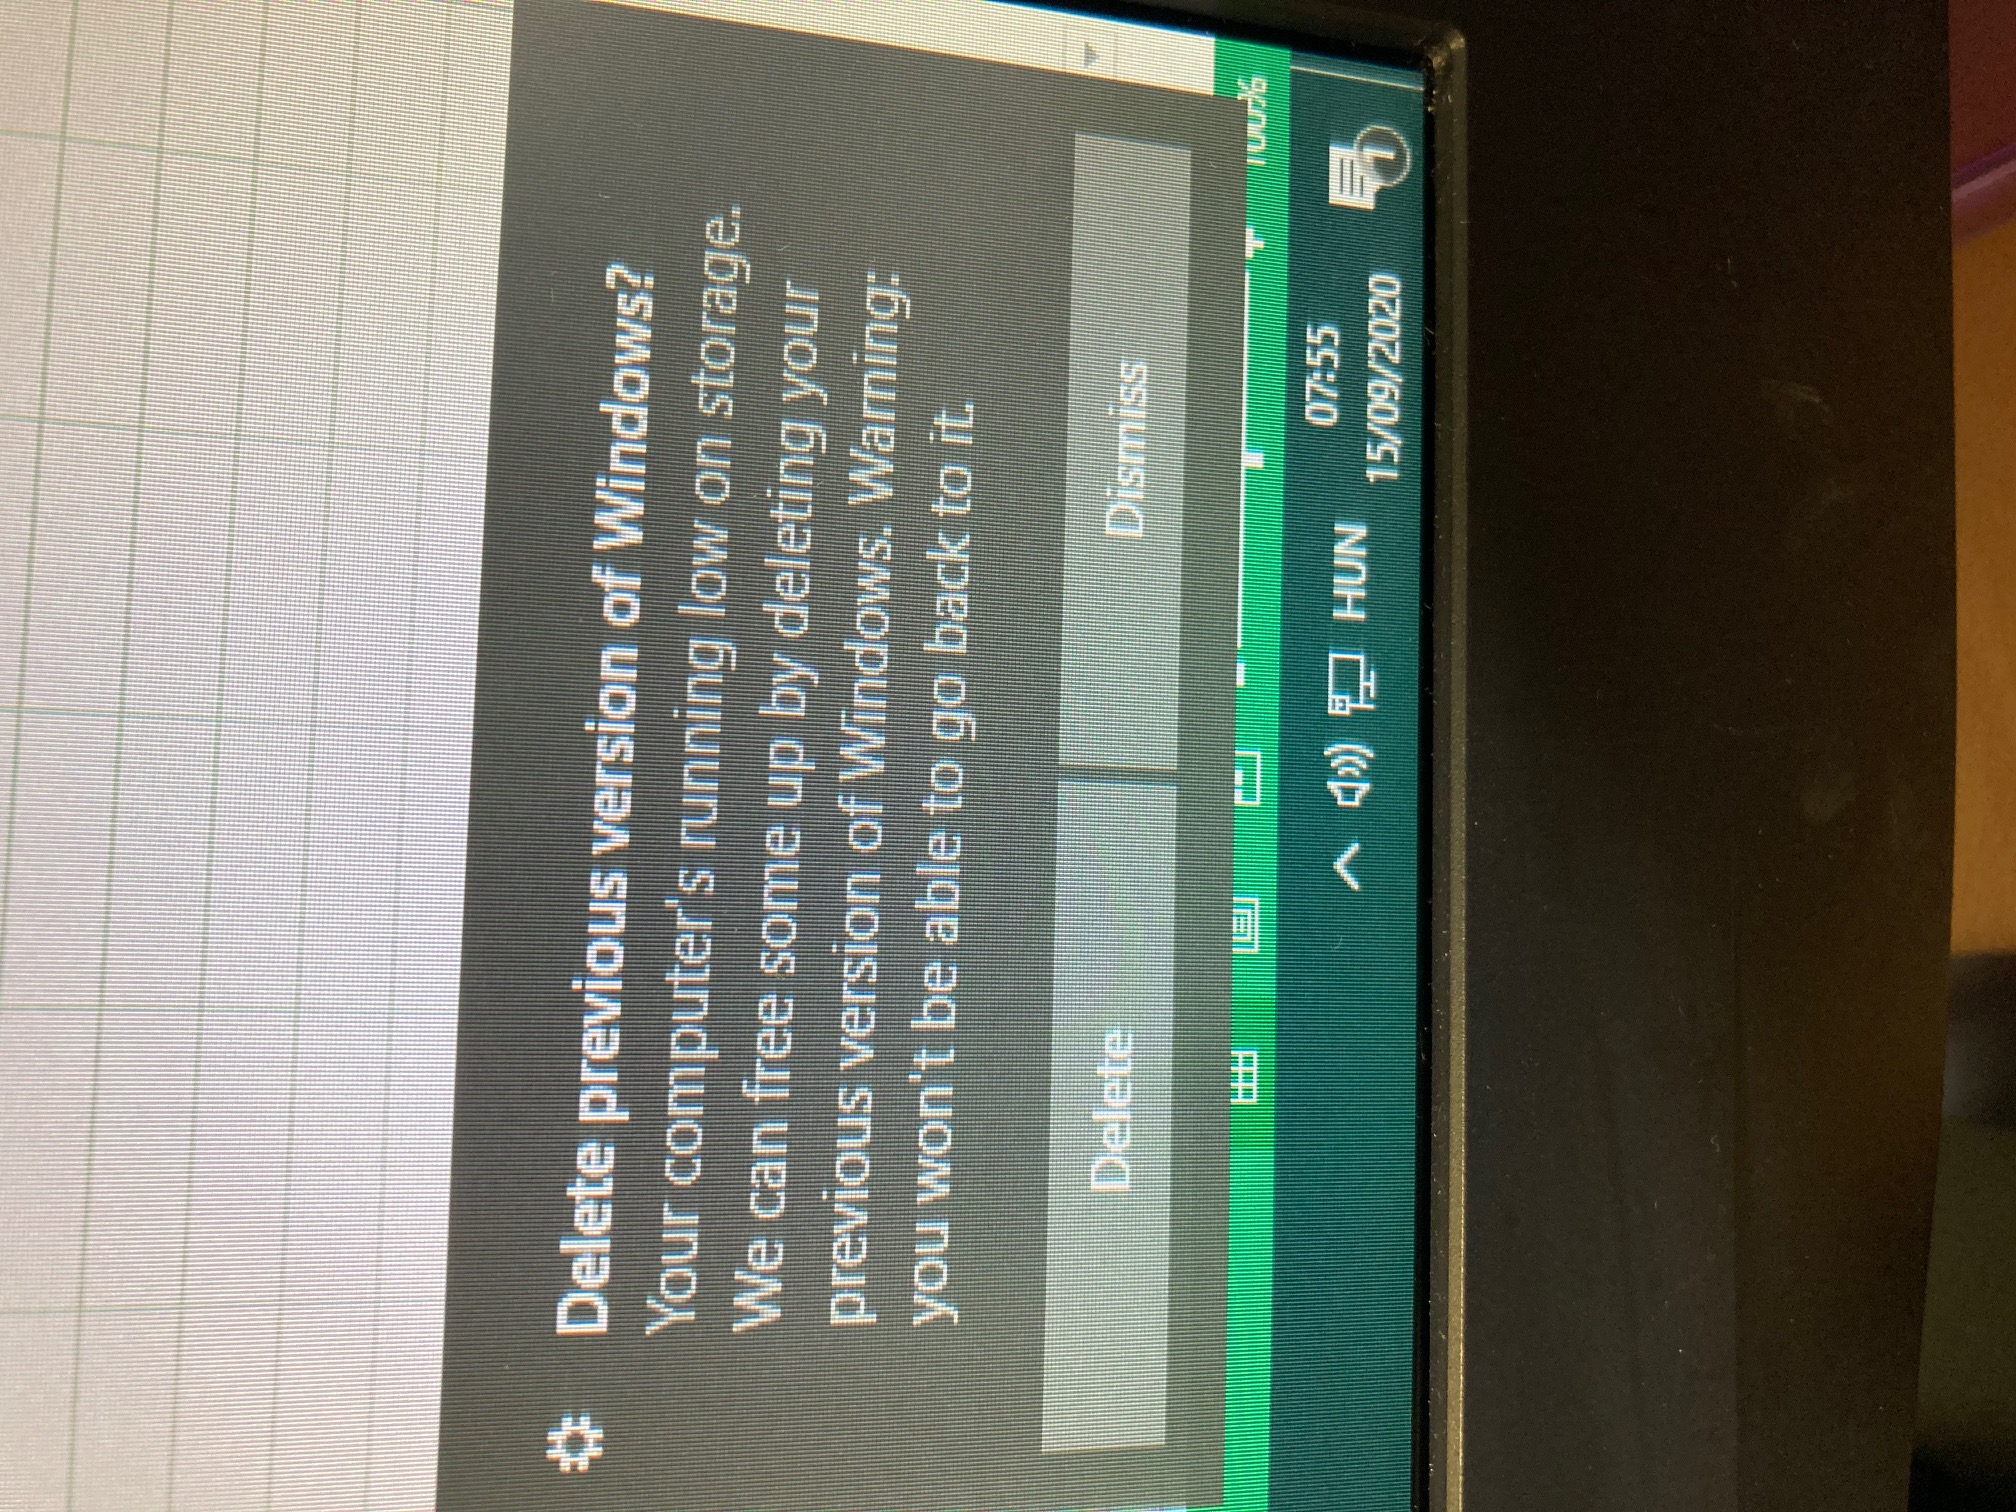 Delete previous version of Windows?
Your computer's running low on storage.
We can free some up by deleting your
previous version of Windows. Warning:
you won't be able to go back to it.
Delete
Dismiss
100%
HUN
07:55
15/09/2020
1